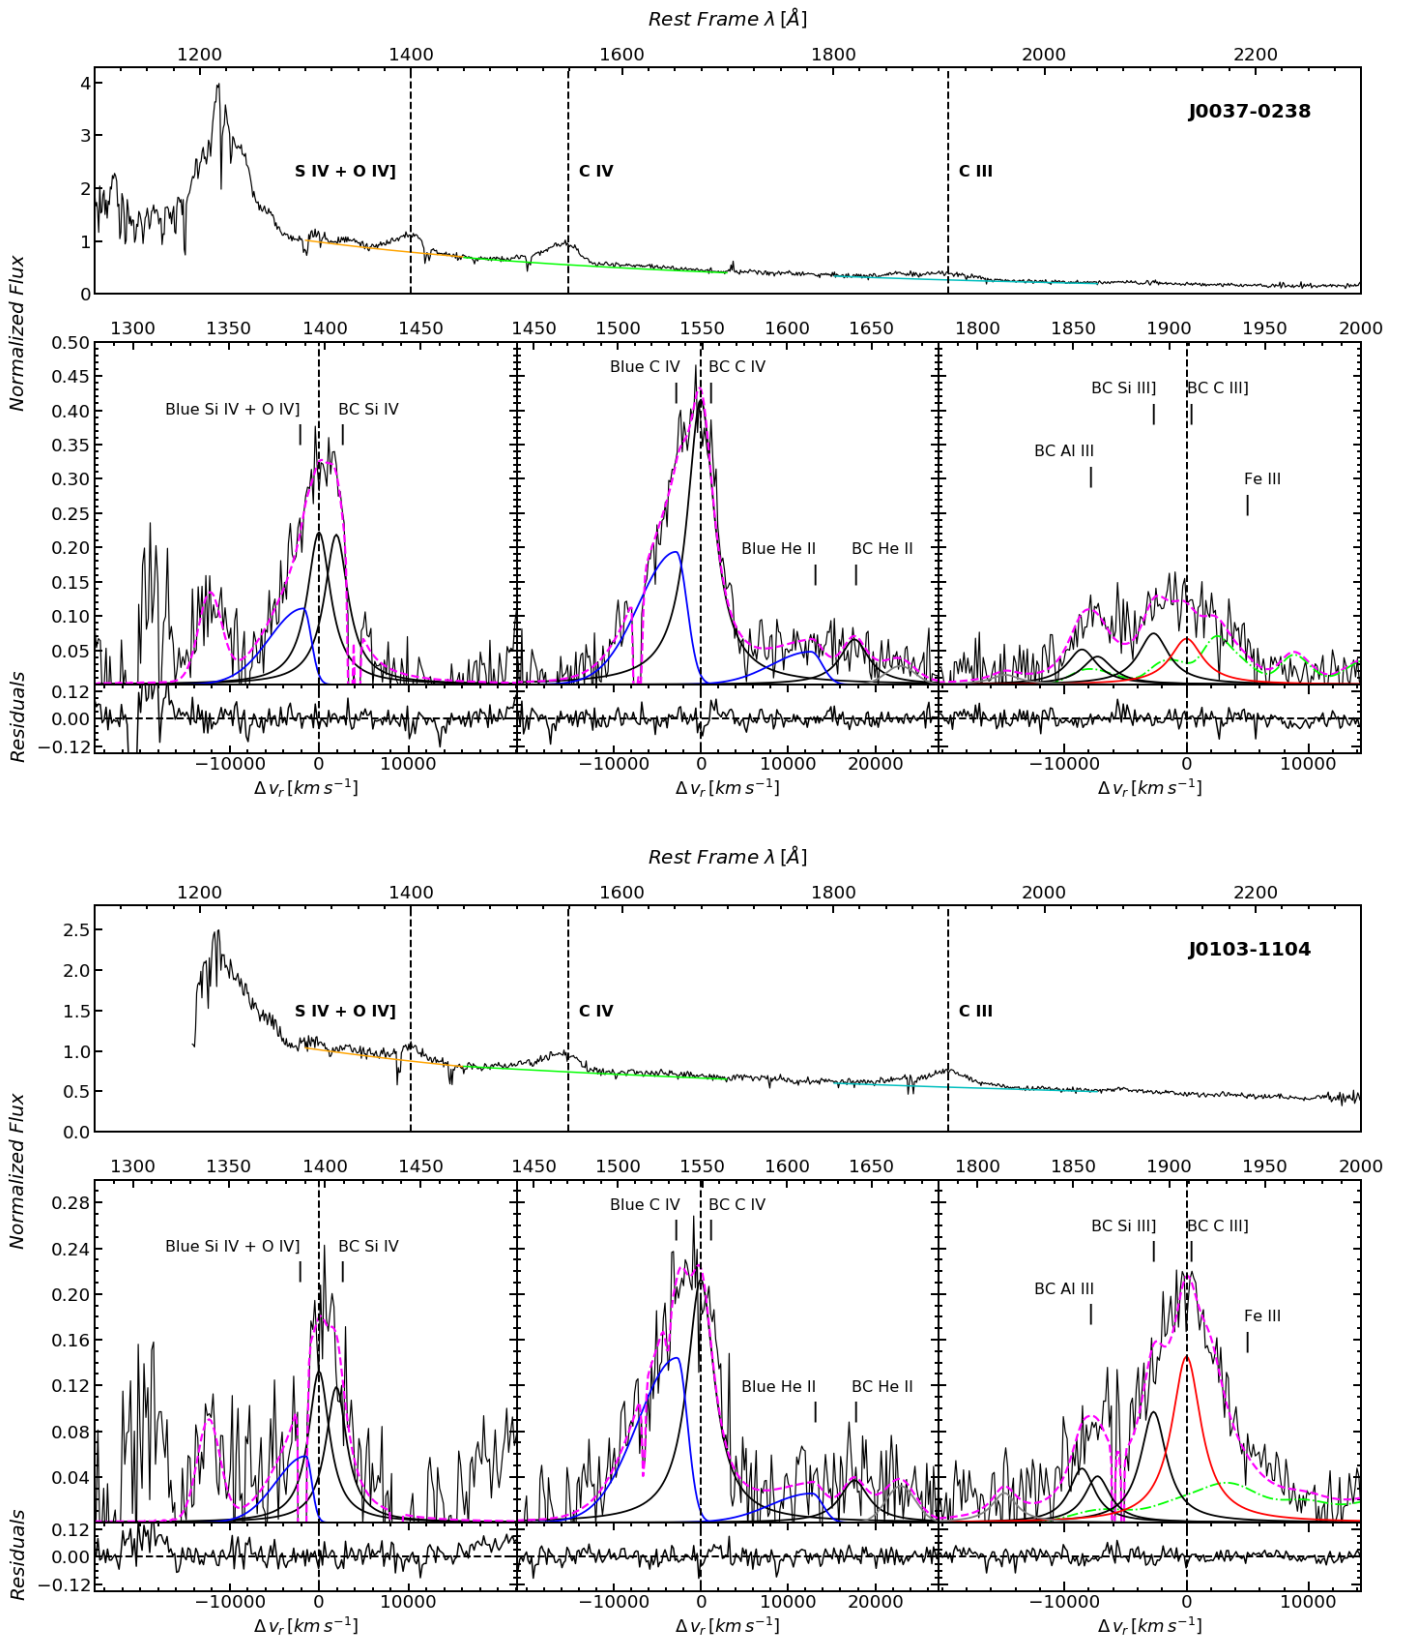 Rest Frame λ [Å]
1200 1400 1600 1800 2000 2200
J0037-0238
S IV + O IV] C IV C III
4
3
2
1
0
Normalized Flux
1300 1350 1400 1450 1450 1500 1550 1600 1650 1800 1850 1900 1950 2000
0.50
0.45
0.40
0.35
0.30
0.25
0.20
0.15
0.10
0.05
Blue Si IV + O IV] BC Si IV
Blue C IV BC C IV
Blue He II BC He II
BC Si III] BC C III]
BC Al III
Fe III
Residuals
0.12
0.00
−0.12
−10000 0 10000 −10000 0 10000 20000 −10000 0 10000
Δ vr [km s−1] Δ vr [km s−1] Δ vr [km s−1]
Rest Frame λ [Å]
1200 1400 1600 1800 2000 2200
J0103-1104
S IV + O IV] C IV C III
2.5
2.0
1.5
1.0
0.5
0.0
Normalized Flux
1300 1350 1400 1450 1450 1500 1550 1600 1650 1800 1850 1900 1950 2000
0.28
0.24
0.20
0.16
0.12
0.08
0.04
Blue Si IV + O IV] BC Si IV
Blue C IV BC C IV
Blue He II BC He II
BC Si III] BC C III]
BC Al III
Fe III
Residuals
0.12
0.00
−0.12
−10000 0 10000 −10000 0 10000 20000 −10000 0 10000
Δ vr [km s−1] Δ vr [km s−1] Δ vr [km s−1]